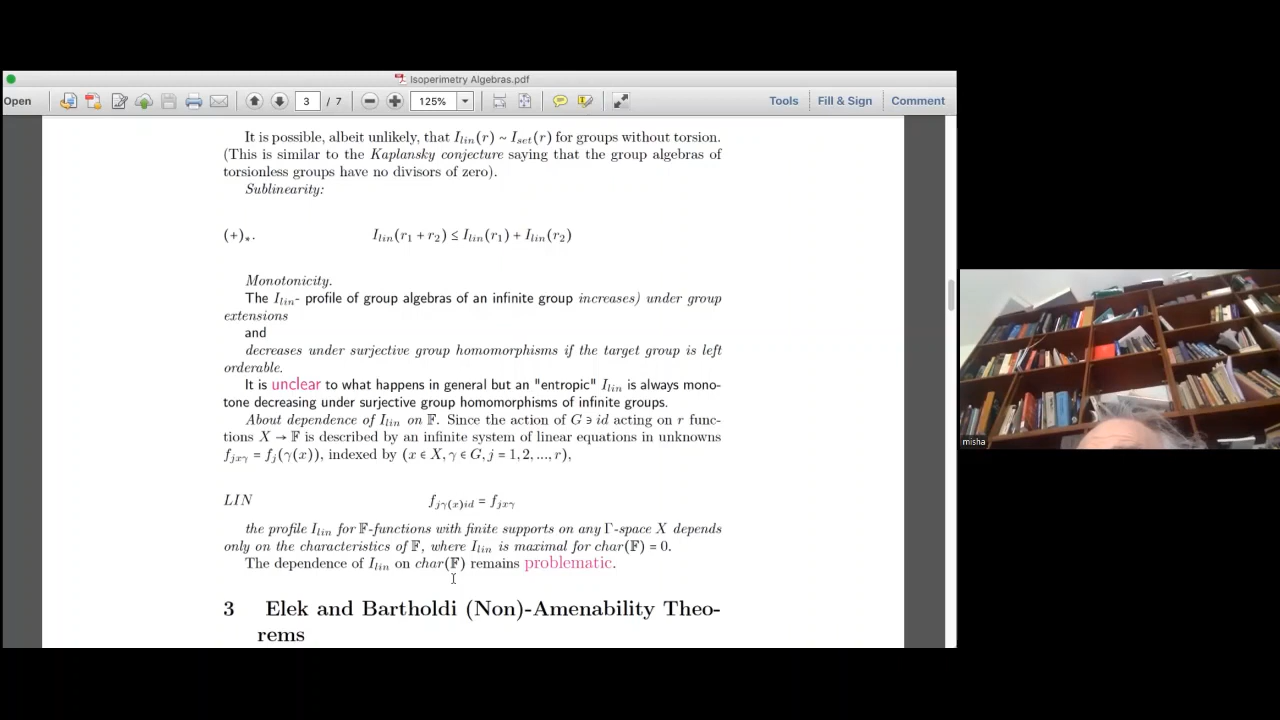 Isoperimetry Algebras.pdf
Open
3 / 7
125%
Tools
Fill & Sign
Comment
It is possible, albeit unlikely, that I_lin(r) ~ I_set(r) for groups without torsion.
(This is similar to the Kaplansky conjecture saying that the group algebras of
torsionless groups have no divisors of zero).
Sublinearity:
(+)_*. I_lin(r_1 + r_2) ≤ I_lin(r_1) + I_lin(r_2)
Monotonicity.
The I_lin- profile of group algebras of an infinite group increases) under group
extensions
and
decreases under surjective group homomorphisms if the target group is left
orderable.
It is unclear to what happens in general but an "entropic" I_lin is always mono-
tone decreasing under surjective group homomorphisms of infinite groups.
About dependence of I_lin on 𝔽. Since the action of G ∋ id acting on r func-
tions X → 𝔽 is described by an infinite system of linear equations in unknowns
f_jxγ = f_j(γ(x)), indexed by (x ∈ X, γ ∈ G, j = 1, 2, ..., r),
LIN f_jγ(x)id = f_jxγ
the profile I_lin for 𝔽-functions with finite supports on any Γ-space X depends
only on the characteristics of 𝔽, where I_lin is maximal for char(𝔽) = 0.
The dependence of I_lin on char(𝔽) remains problematic.
3 Elek and Bartholdi (Non)-Amenability Theo-
rems
misha